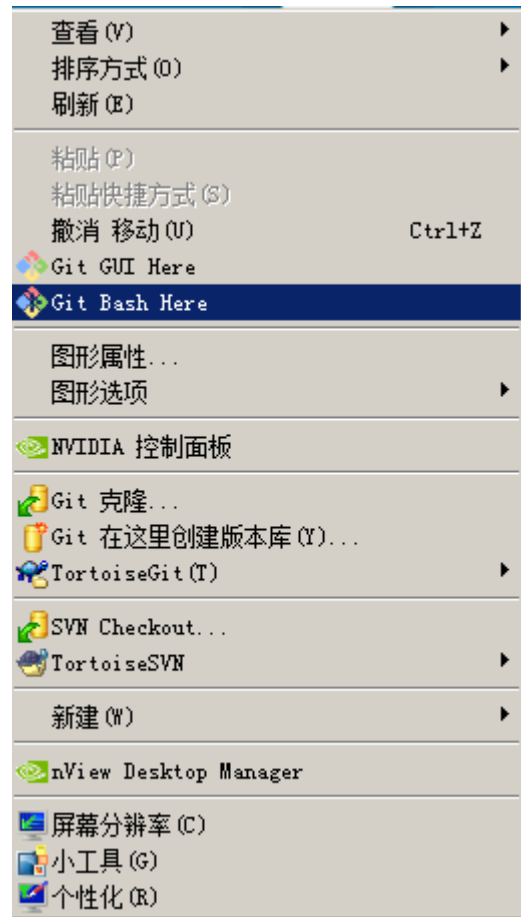 查看(V)
排序方式(O)
刷新(E)
粘贴(P)
粘贴快捷方式(S)
撤消 移动(U) Ctrl+Z
Git GUI Here
Git Bash Here
图形属性...
图形选项
NVIDIA 控制面板
Git 克隆...
Git 在这里创建版本库(Y)...
TortoiseGit(T)
SVN Checkout...
TortoiseSVN
新建(W)
nView Desktop Manager
屏幕分辨率(C)
小工具(G)
个性化(R)